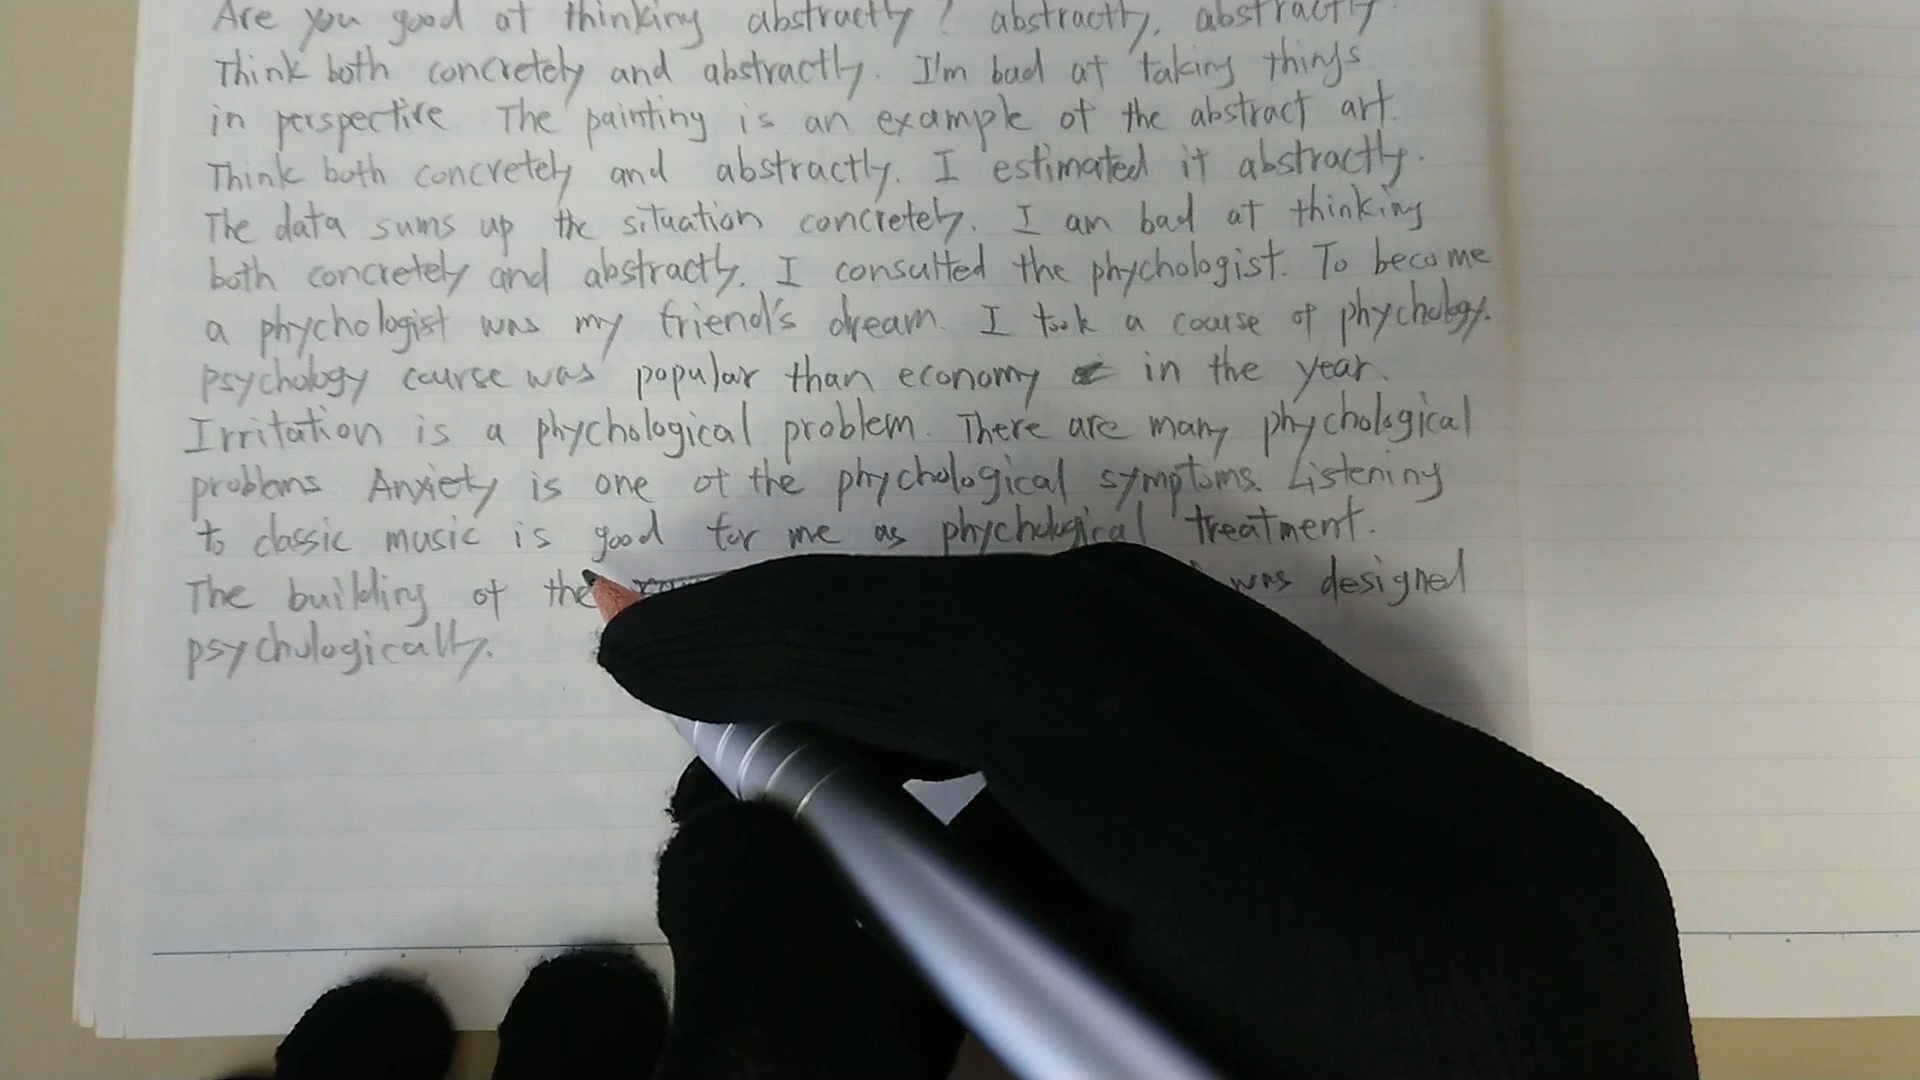 Are you good at thinking abstractly? abstractly, abstractly
Think both concretely and abstractly. I'm bad at taking things
in perspective The painting is an example of the abstract art.
Think both concretely and abstractly. I estimated it abstractly.
The data sums up the situation concretely. I am bad at thinking
both concretely and abstractly. I consulted the phychologist. To become
a phychologist was my friend's dream. I took a course of phychology.
psychology course was popular than economy in the year.
Irritation is a phychological problem. There are many phychological
problems Anxiety is one of the phychological symptoms. Listening
to classic music is good for me as phychological treatment.
The building of the was designed
psychologically.